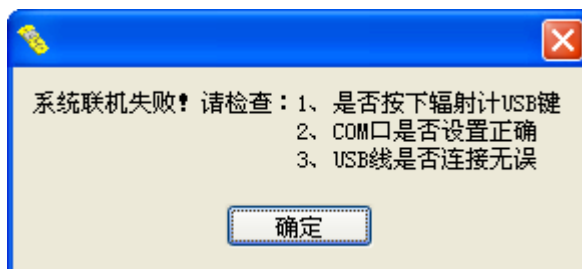 系统联机失败！请检查：1、是否按下辐射计USB键
2、COM口是否设置正确
3、USB线是否连接无误
确定